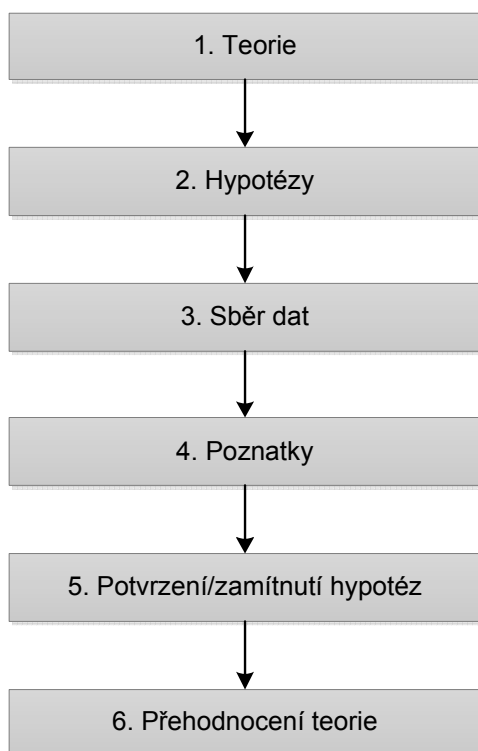 1. Teorie
2. Hypotézy
3. Sběr dat
4. Poznatky
5. Potvrzení/zamítnutí hypotéz
6. Přehodnocení teorie